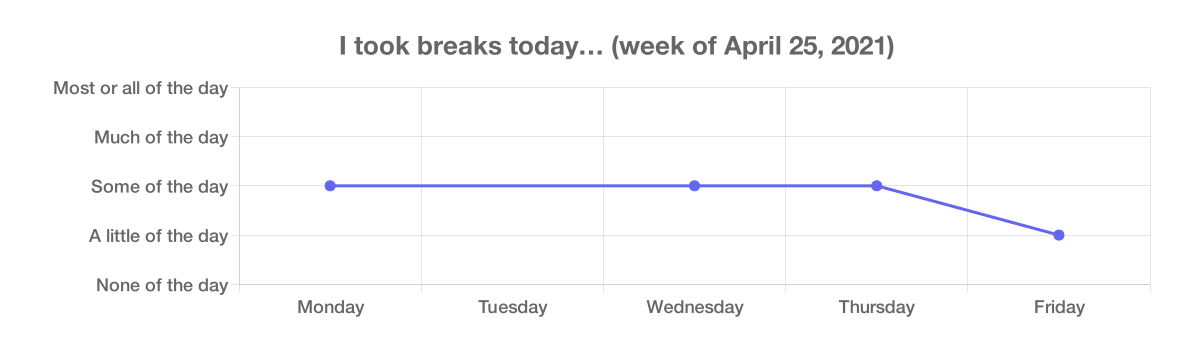 I took breaks today… (week of April 25, 2021)
Most or all of the day
Much of the day
Some of the day
A little of the day
None of the day
Monday Tuesday Wednesday Thursday Friday